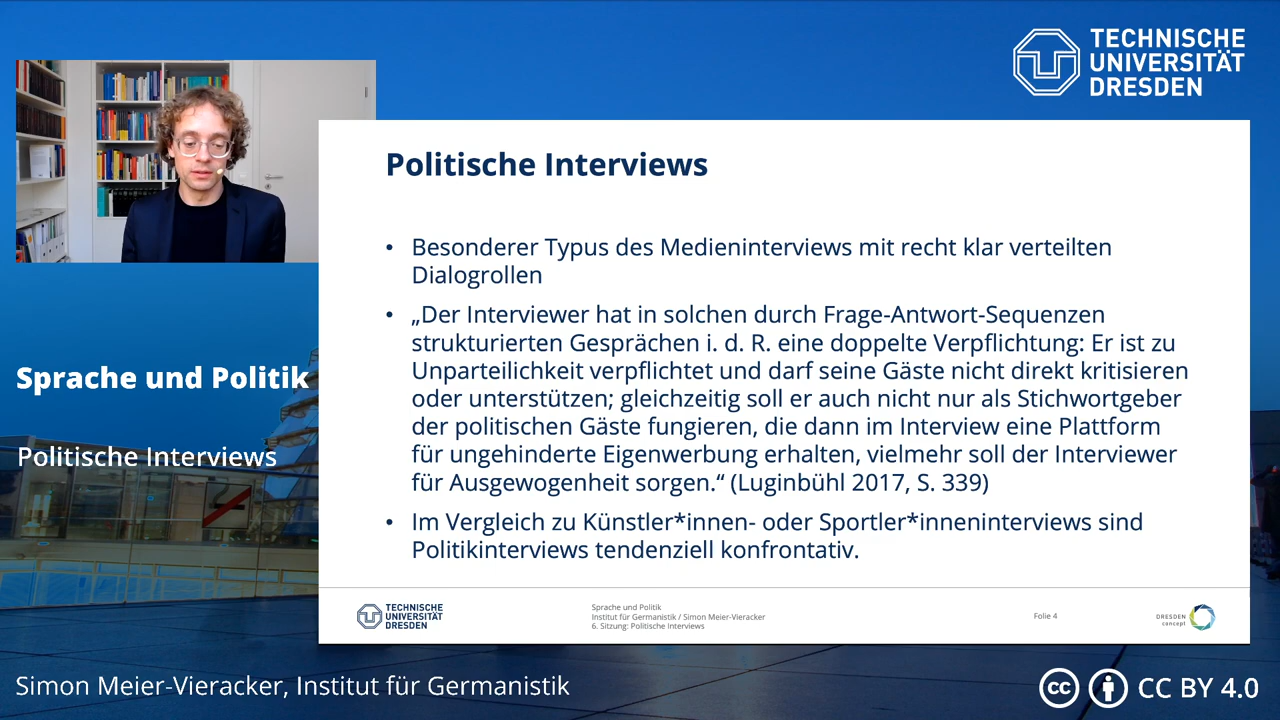 TECHNISCHE
UNIVERSITÄT
DRESDEN
Politische Interviews
• Besonderer Typus des Medieninterviews mit recht klar verteilten
Dialogrollen
• „Der Interviewer hat in solchen durch Frage-Antwort-Sequenzen
strukturierten Gesprächen i. d. R. eine doppelte Verpflichtung: Er ist zu
Unparteilichkeit verpflichtet und darf seine Gäste nicht direkt kritisieren
oder unterstützen; gleichzeitig soll er auch nicht nur als Stichwortgeber
der politischen Gäste fungieren, die dann im Interview eine Plattform
für ungehinderte Eigenwerbung erhalten, vielmehr soll der Interviewer
für Ausgewogenheit sorgen.“ (Luginbühl 2017, S. 339)
• Im Vergleich zu Künstler*innen- oder Sportler*inneninterviews sind
Politikinterviews tendenziell konfrontativ.
Sprache und Politik
Politische Interviews
TECHNISCHE
UNIVERSITÄT
DRESDEN
Sprache und Politik
Institut für Germanistik / Simon Meier-Vieracker
6. Sitzung: Politische Interviews
Folie 4
DRESDEN
concept
Simon Meier-Vieracker, Institut für Germanistik
cc CC BY 4.0